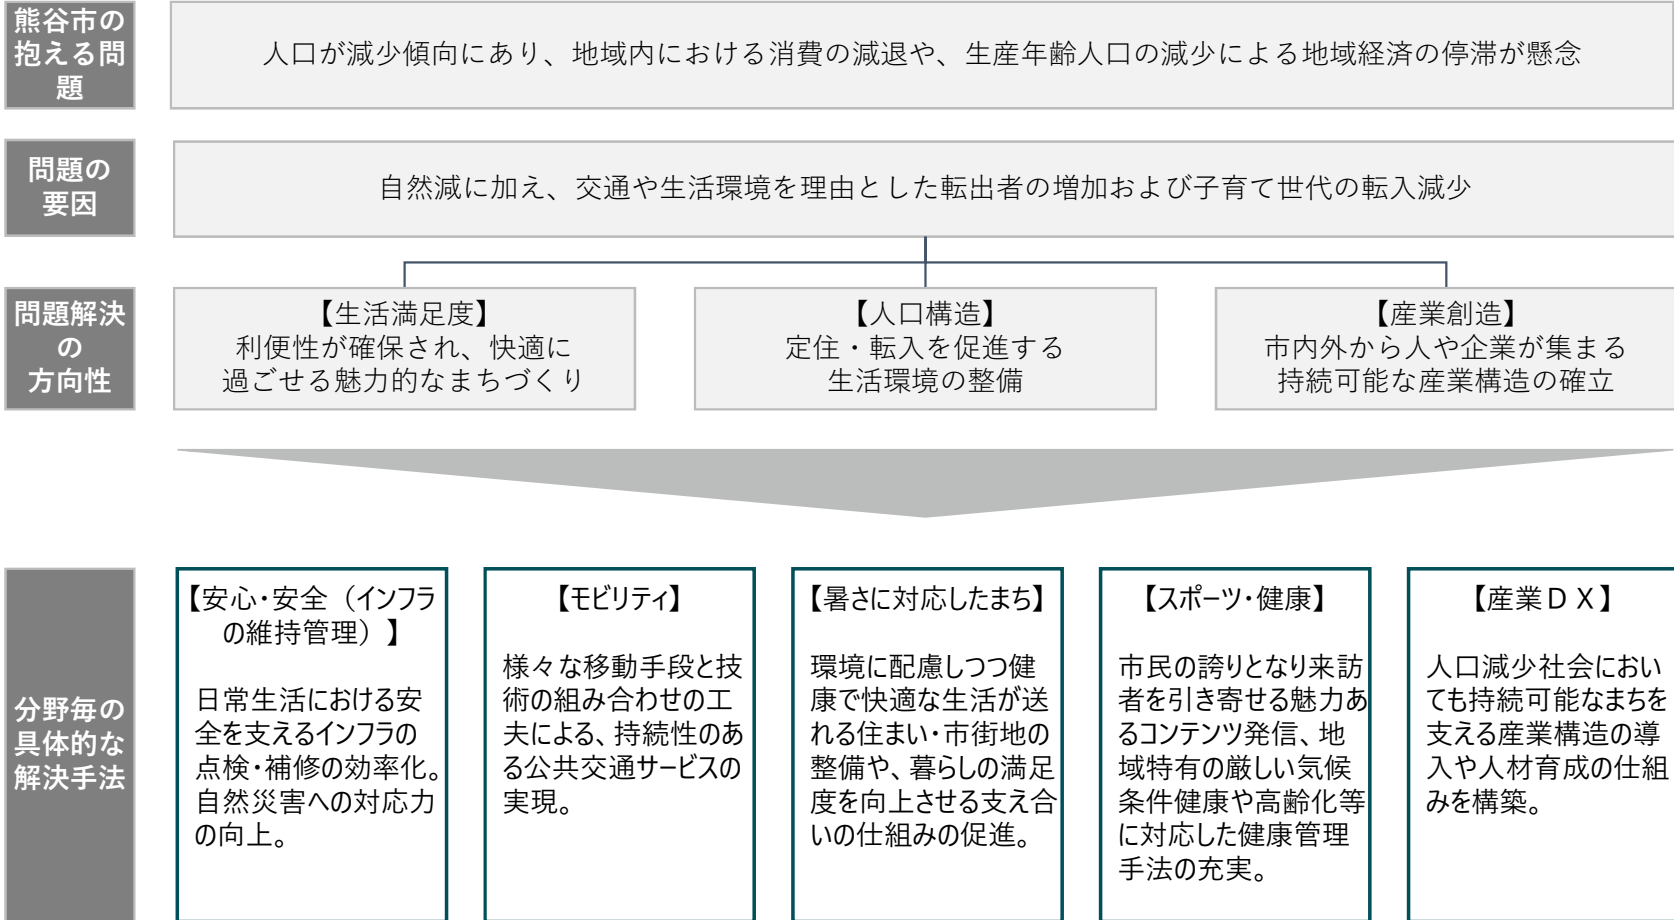 熊谷市の
抱える問
題
人口が減少傾向にあり、地域内における消費の減退や、生産年齢人口の減少による地域経済の停滞が懸念
問題の
要因
自然減に加え、交通や生活環境を理由とした転出者の増加および子育て世代の転入減少
問題解決
の
方向性
【生活満足度】
利便性が確保され、快適に
過ごせる魅力的なまちづくり
【人口構造】
定住・転入を促進する
生活環境の整備
【産業創造】
市内外から人や企業が集まる
持続可能な産業構造の確立
分野毎の
具体的な
解決手法
【安心・安全（インフラ
の維持管理）】
日常生活における安
全を支えるインフラの
点検・補修の効率化。
自然災害への対応力
の向上。
【モビリティ】
様々な移動手段と技
術の組み合わせの工
夫による、持続性のあ
る公共交通サービスの
実現。
【暑さに対応したまち】
環境に配慮しつつ健
康で快適な生活が送
れる住まい・市街地の
整備や、暮らしの満足
度を向上させる支え合
いの仕組みの促進。
【スポーツ・健康】
市民の誇りとなり来訪
者を引き寄せる魅力あ
るコンテンツ発信、地
域特有の厳しい気候
条件健康や高齢化等
に対応した健康管理
手法の充実。
【産業ＤＸ】
人口減少社会におい
ても持続可能なまちを
支える産業構造の導
入や人材育成の仕組
みを構築。